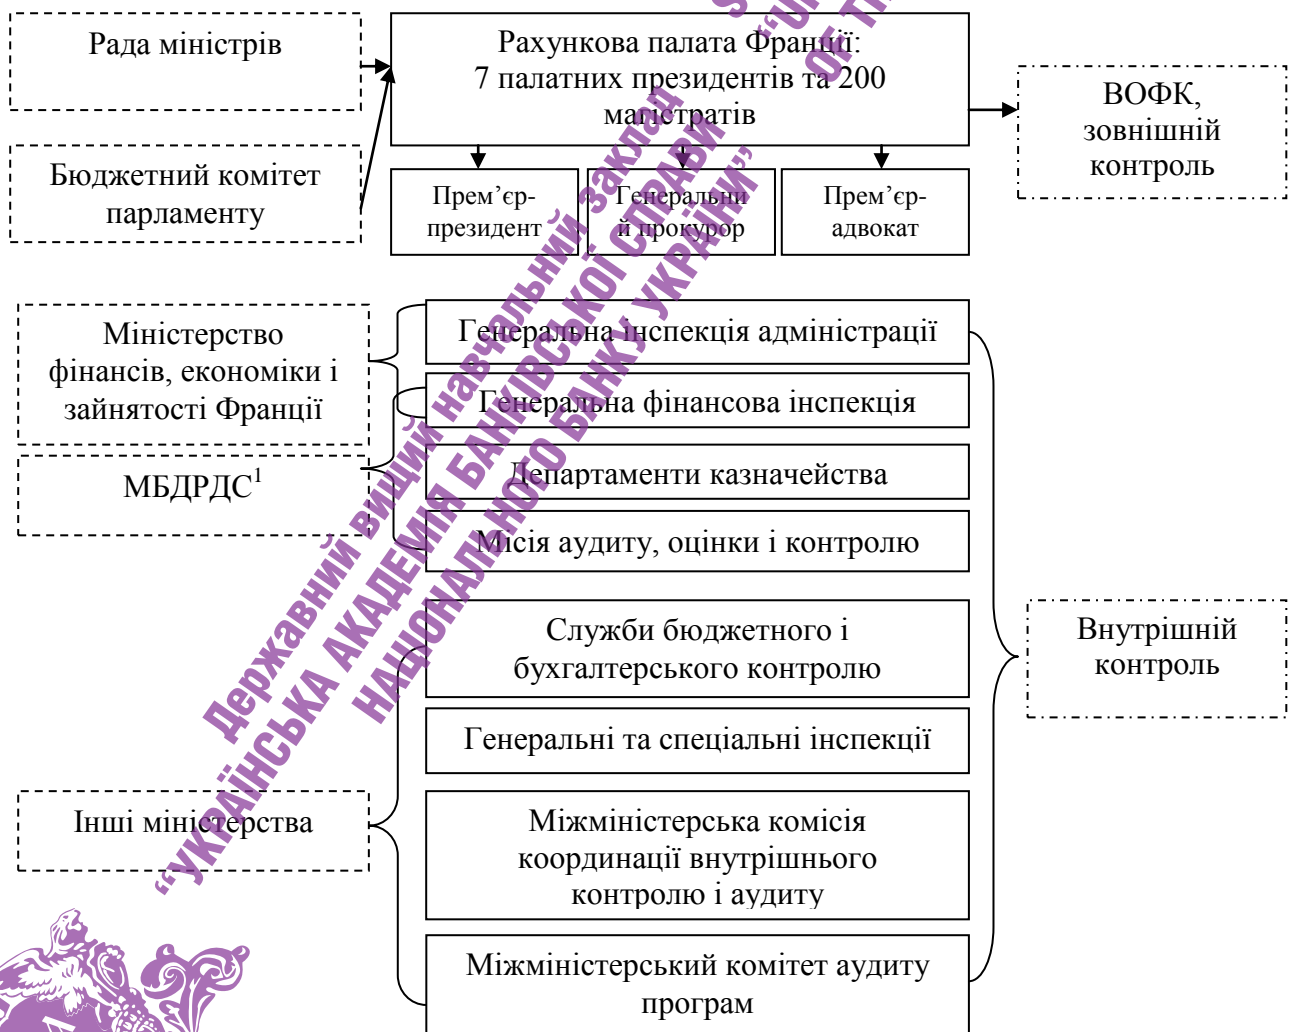 Рада міністрів
Рахункова палата Франції:
7 палатних президентів та 200
магістратів
ВОФК,
зовнішній
контроль
Бюджетний комітет
парламенту
Прем’єр-
президент
Генеральни
й прокурор
Прем’єр-
адвокат
Міністерство
фінансів, економіки і
зайнятості Франції
МБДРДС1
Генеральна інспекція адміністрації
Генеральна фінансова інспекція
Департаменти казначейства
Місія аудиту, оцінки і контролю
Служби бюджетного і
бухгалтерського контролю
Генеральні та спеціальні інспекції
Інші міністерства
Міжміністерська комісія
координації внутрішнього
контролю і аудиту
Міжміністерський комітет аудиту
програм
Внутрішній
контроль
Державний вищий навчальний заклад
“УКРАЇНСЬКА АКАДЕМІЯ БАНКІВСЬКОЇ СПРАВИ
НАЦІОНАЛЬНОГО БАНКУ УКРАЇНИ”
OF